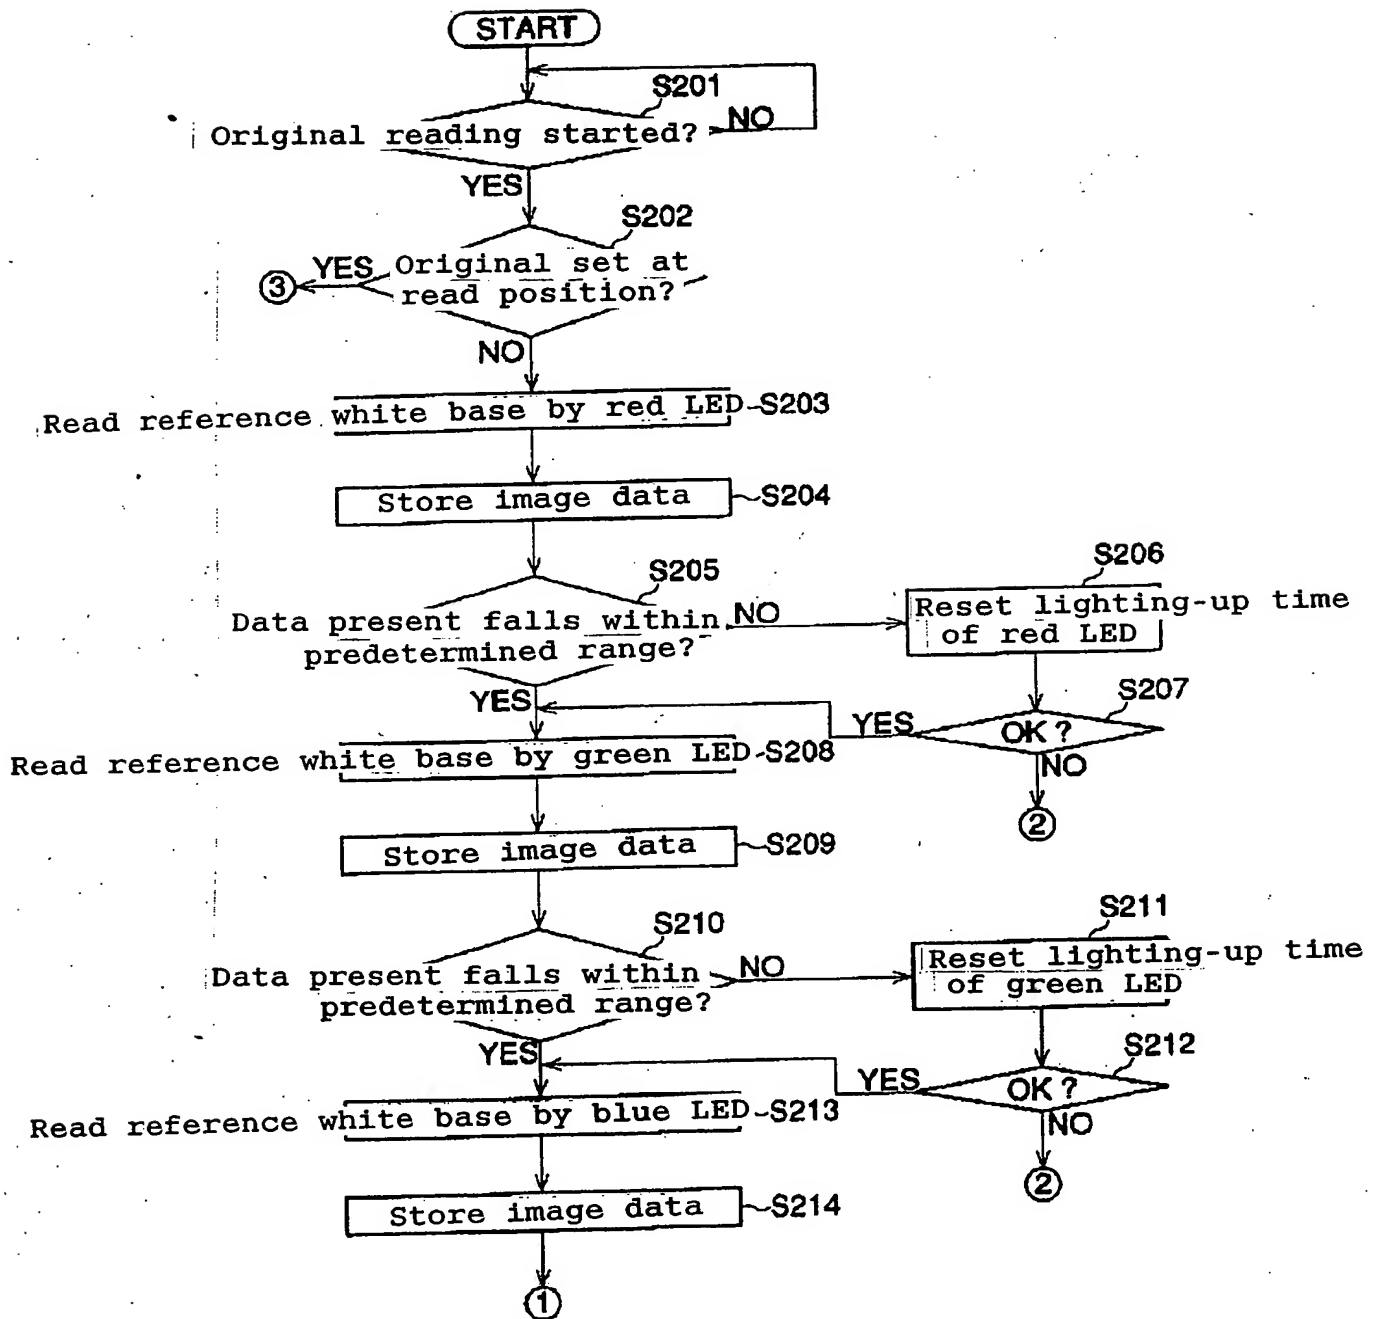 START
S201
Original reading started?
NO
YES
S202
YES
Original set at
read position?
③
NO
Read reference white base by red LED
S203
Store image data
S204
S205
Data present falls within
predetermined range?
NO
S206
Reset lighting-up time
of red LED
YES
S207
OK?
YES
NO
②
Read reference white base by green LED
S208
Store image data
S209
S210
Data present falls within
predetermined range?
NO
S211
Reset lighting-up time
of green LED
YES
S212
OK?
YES
NO
②
Read reference white base by blue LED
S213
Store image data
S214
①